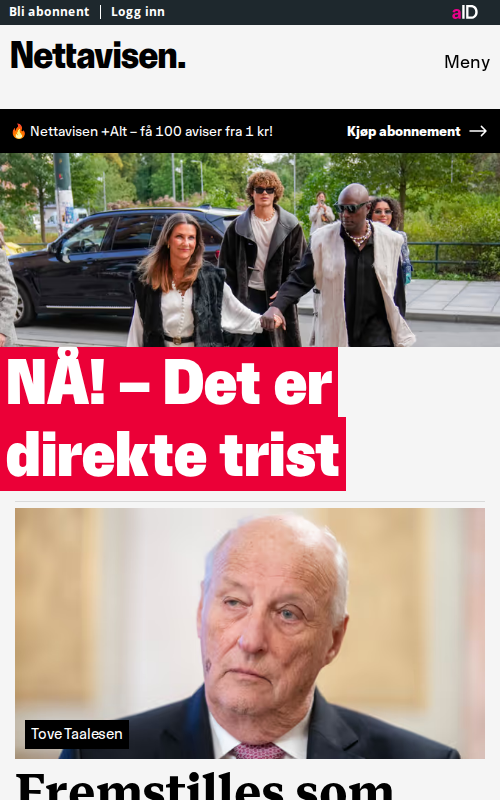 Bli abonnent | Logg inn
aID
Nettavisen.
Meny
🔥 Nettavisen +Alt – få 100 aviser fra 1 kr!
Kjøp abonnement →
NÅ! – Det er
direkte trist
Tove Taalesen
Fremstilles som